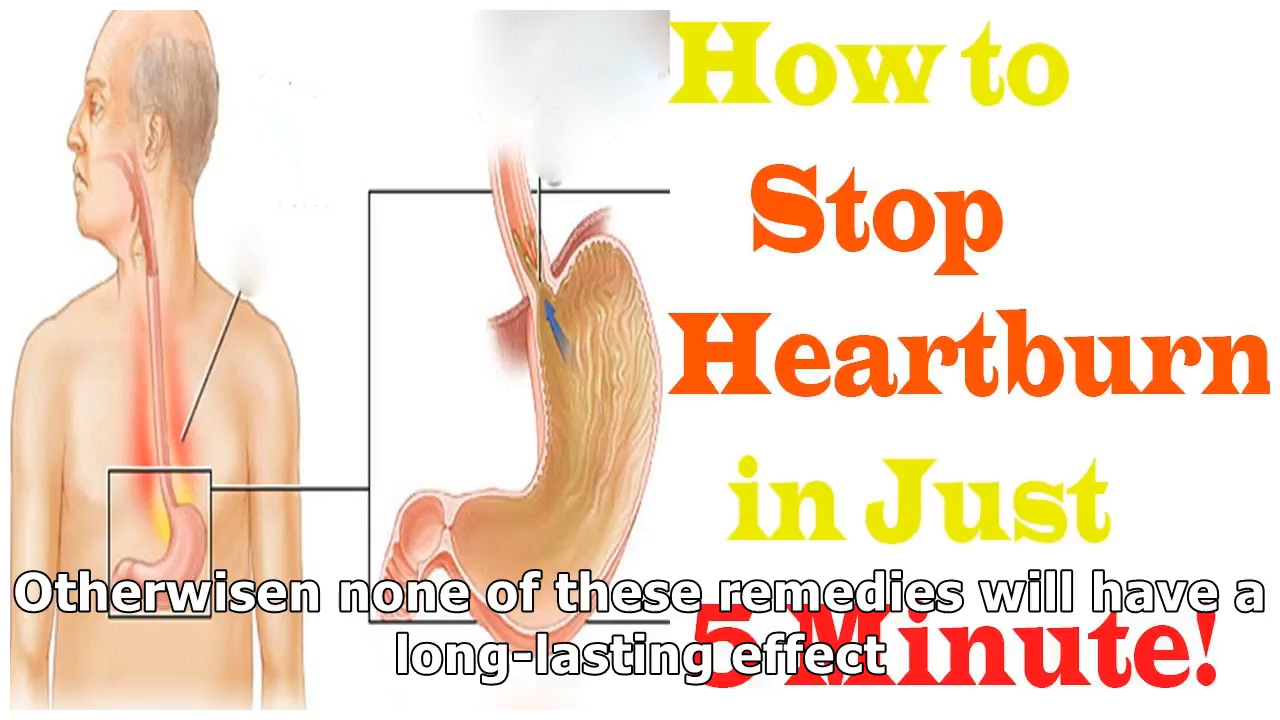 How to
Stop
Heartburn
in Just
5 Minute!
Otherwisen none of these remedies will have a
long-lasting effect